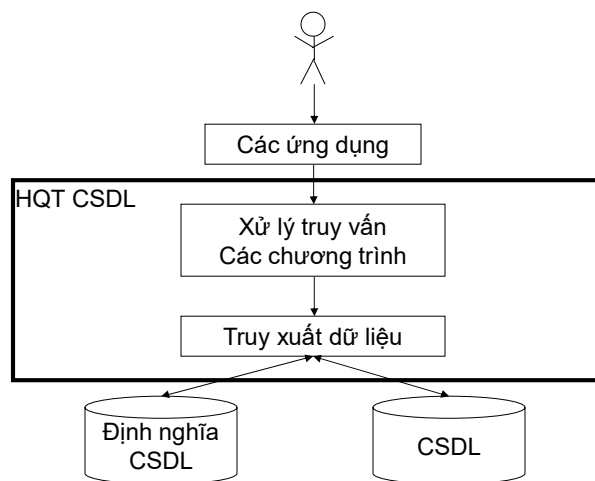 Các ứng dụng
HQT CSDL
Xử lý truy vấn
Các chương trình
Truy xuất dữ liệu
Định nghĩa
CSDL
CSDL